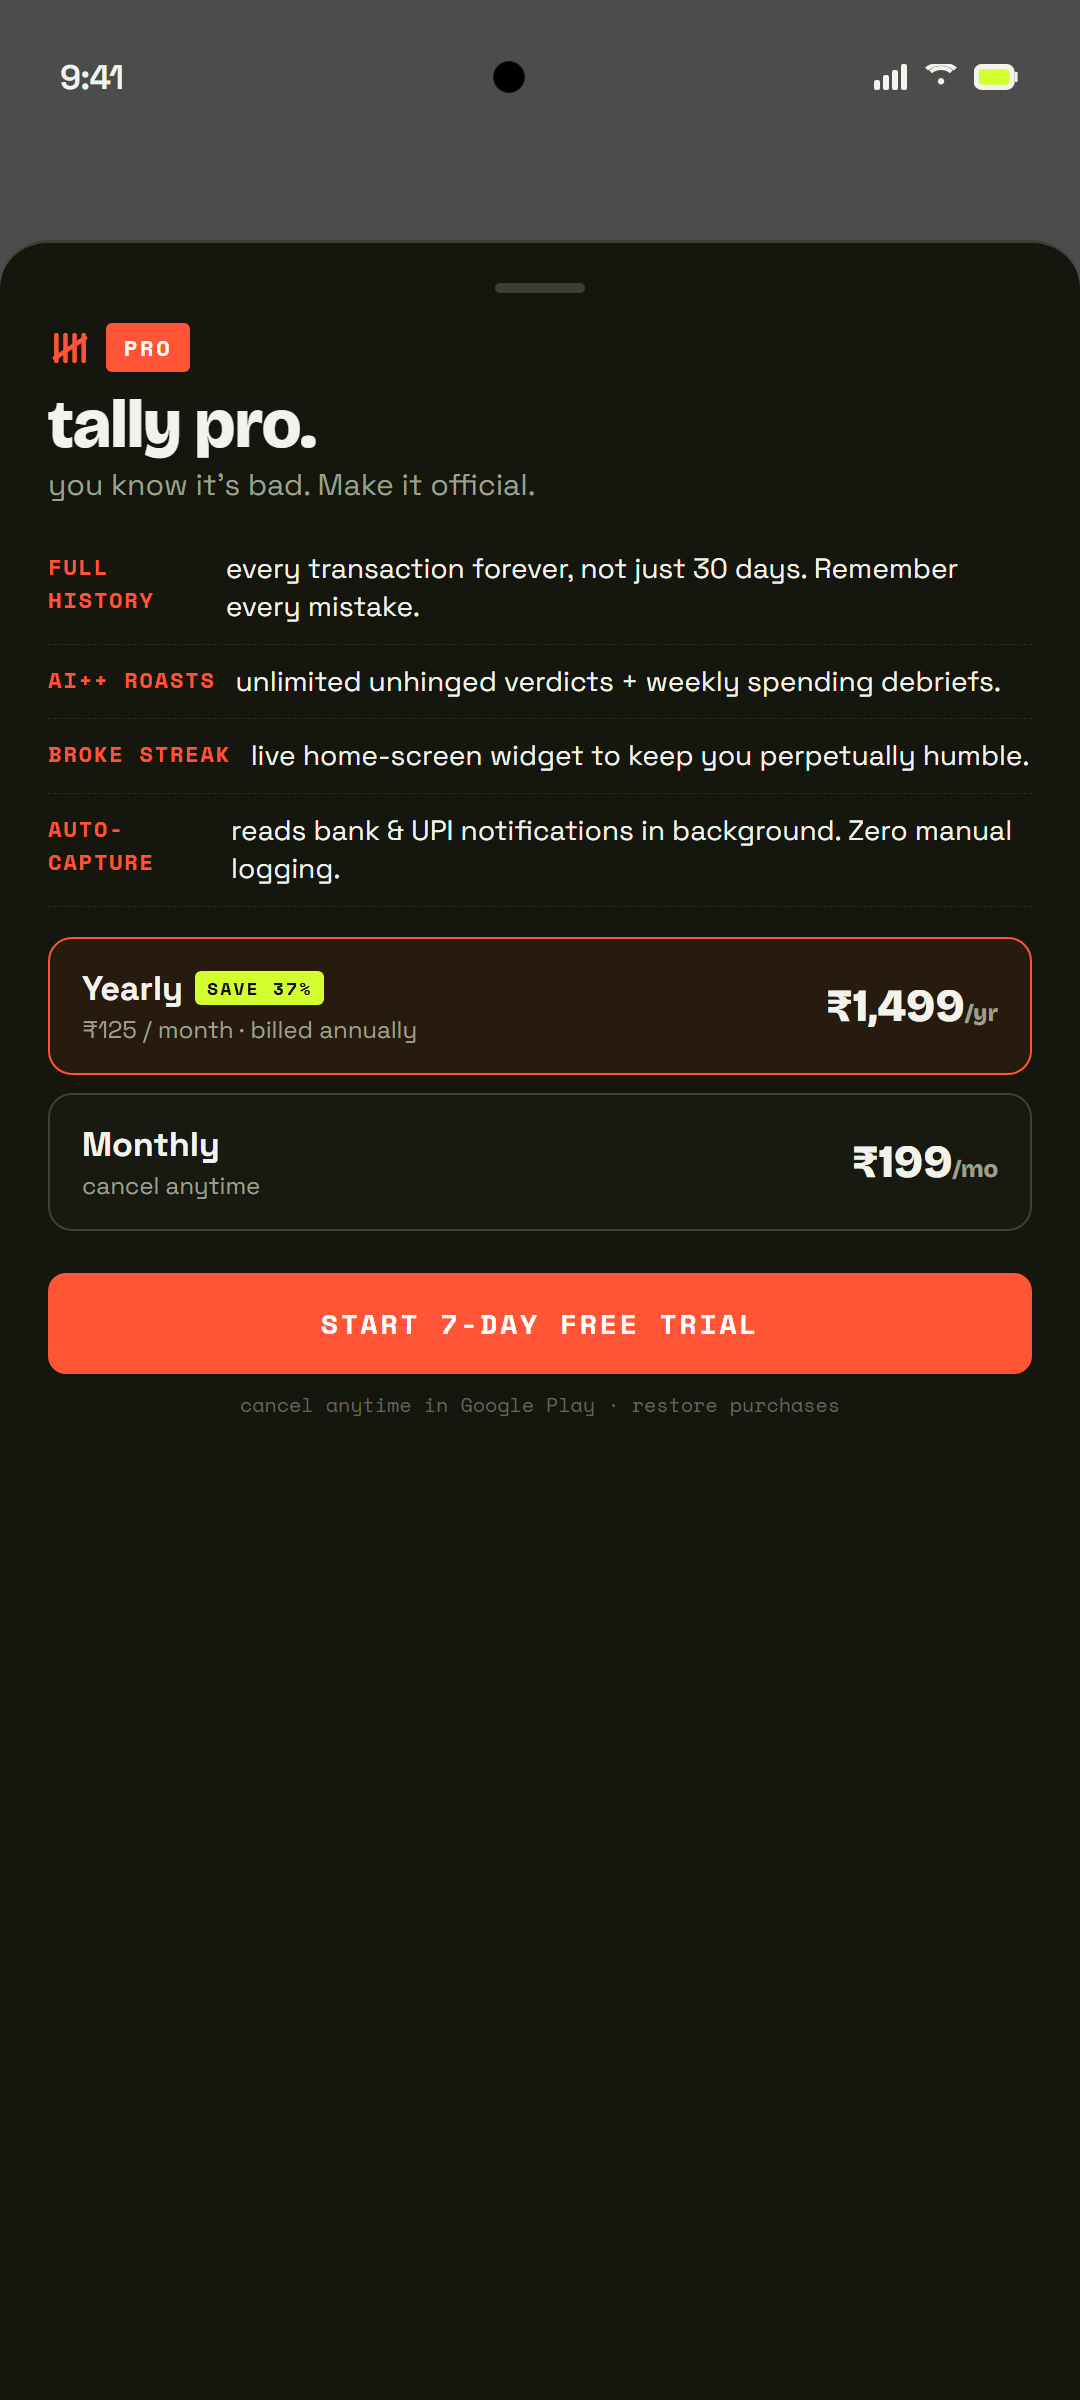 9:41
PRO
tally pro.
you know it's bad. Make it official.
FULL HISTORY
every transaction forever, not just 30 days. Remember
every mistake.
AI++ ROASTS
unlimited unhinged verdicts + weekly spending debriefs.
BROKE STREAK
live home-screen widget to keep you perpetually humble.
AUTO-
CAPTURE
reads bank & UPI notifications in background. Zero manual
logging.
Yearly SAVE 37%
₹125 / month · billed annually
₹1,499/yr
Monthly
cancel anytime
₹199/mo
START 7-DAY FREE TRIAL
cancel anytime in Google Play · restore purchases